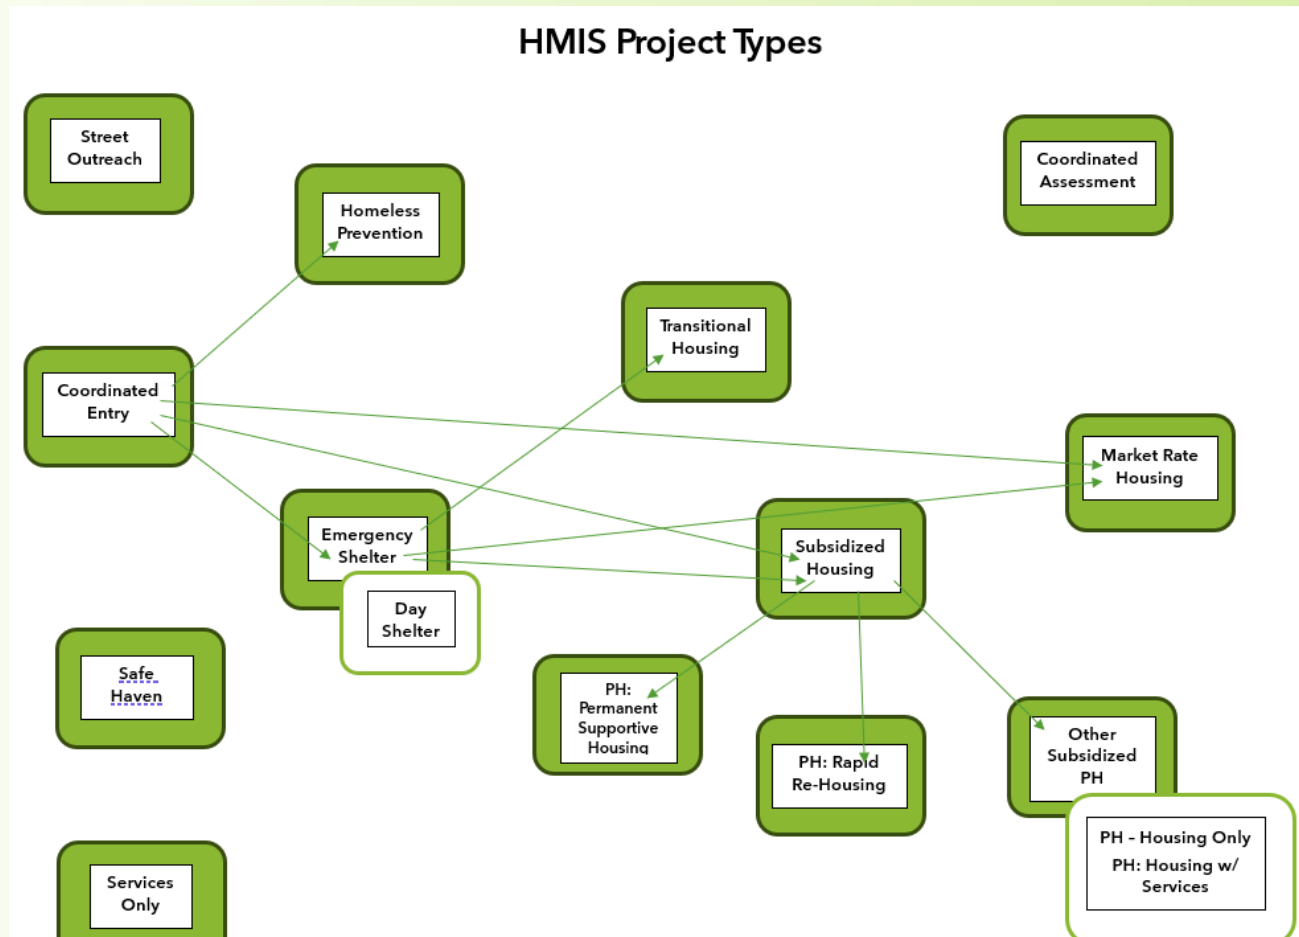 HMIS Project Types
Street
Outreach
Coordinated
Assessment
Homeless
Prevention
Transitional
Housing
Coordinated
Entry
Market Rate
Housing
Emergency
Shelter
Subsidized
Housing
Day
Shelter
Safe
Haven
PH:
Permanent
Supportive
Housing
PH: Rapid
Re-Housing
Other
Subsidized
PH
PH - Housing Only
PH: Housing w/
Services
Services
Only